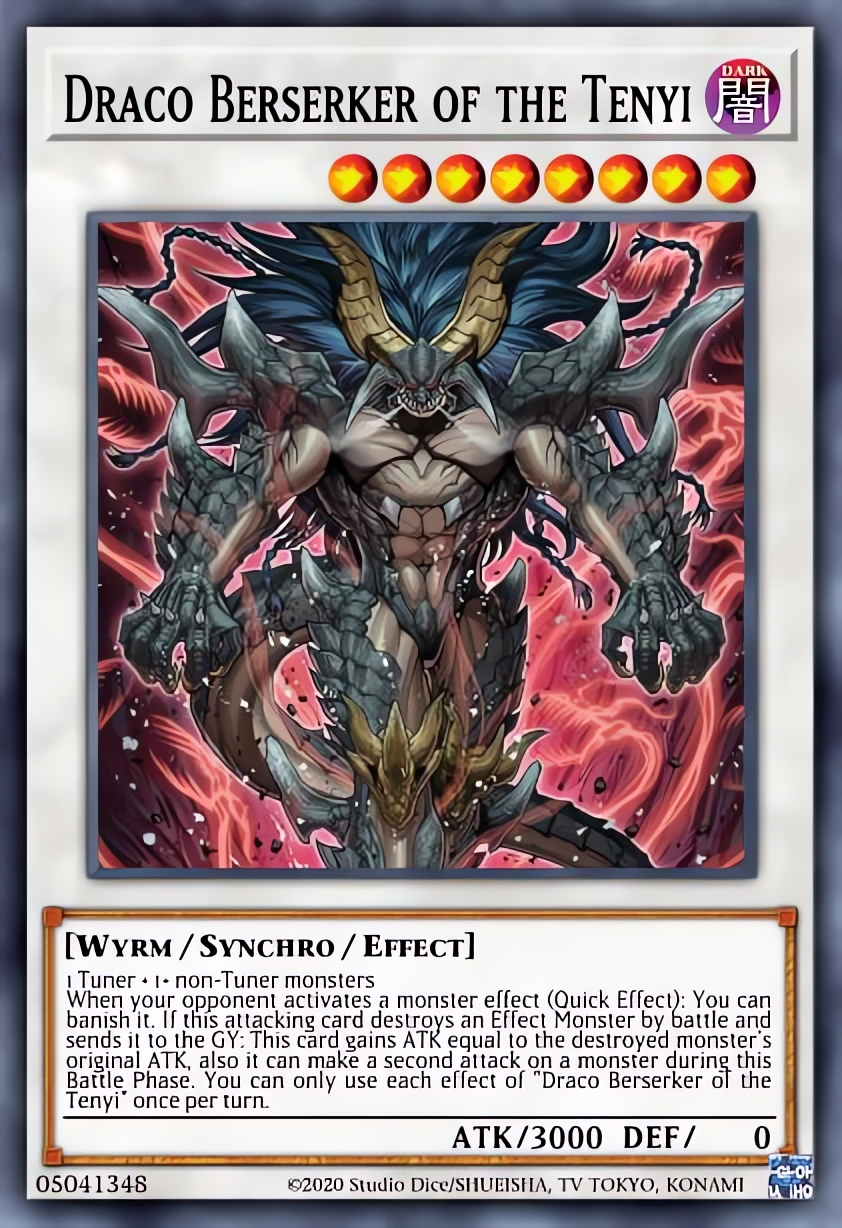 Draco Berserker of the Tenyi
DARK
闇
[Wyrm / Synchro / Effect]
1 Tuner + 1+ non-Tuner monsters
When your opponent activates a monster effect (Quick Effect): You can
banish it. If this attacking card destroys an Effect Monster by battle and
sends it to the GY: This card gains ATK equal to the destroyed monster's
original ATK, also it can make a second attack on a monster during this
Battle Phase. You can only use each effect of "Draco Berserker of the
Tenyi" once per turn.
ATK/3000 DEF/ 0
05041348
©2020 Studio Dice/SHUEISHA, TV TOKYO, KONAMI